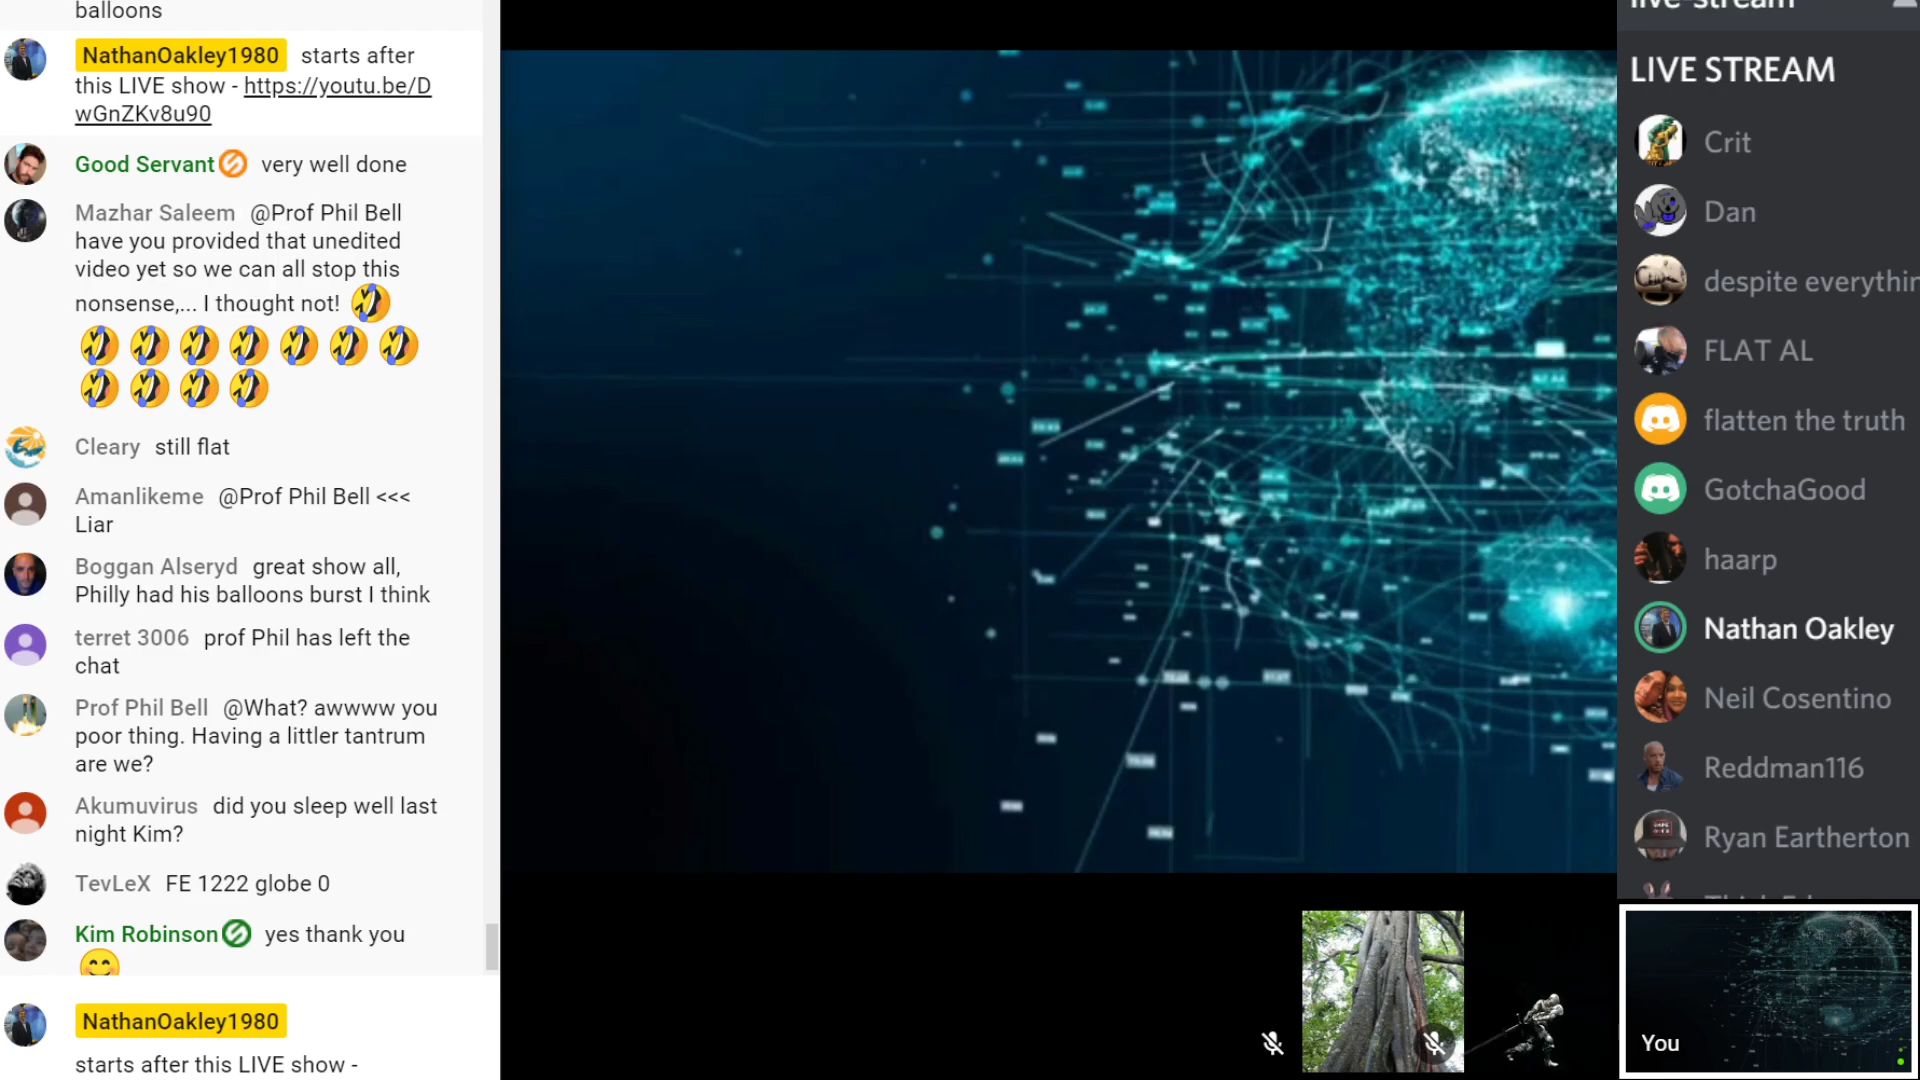 balloons
NathanOakley1980 starts after
this LIVE show - https://youtu.be/D
wGnZKv8u90
Good Servant very well done
Mazhar Saleem @Prof Phil Bell
have you provided that unedited
video yet so we can all stop this
nonsense,... I thought not! 🤣
🤣🤣🤣🤣🤣🤣🤣
🤣🤣🤣🤣
Cleary still flat
Amanlikeme @Prof Phil Bell <<<
Liar
Boggan Alseryd great show all,
Philly had his balloons burst I think
terret 3006 prof Phil has left the
chat
Prof Phil Bell @What? awwww you
poor thing. Having a littler tantrum
are we?
Akumuvirus did you sleep well last
night Kim?
TevLeX FE 1222 globe 0
Kim Robinson yes thank you
😊
NathanOakley1980
starts after this LIVE show -
live-stream
LIVE STREAM
Crit
Dan
despite everythin
FLAT AL
flatten the truth
GotchaGood
haarp
Nathan Oakley
Neil Cosentino
Reddman116
Ryan Eartherton
You